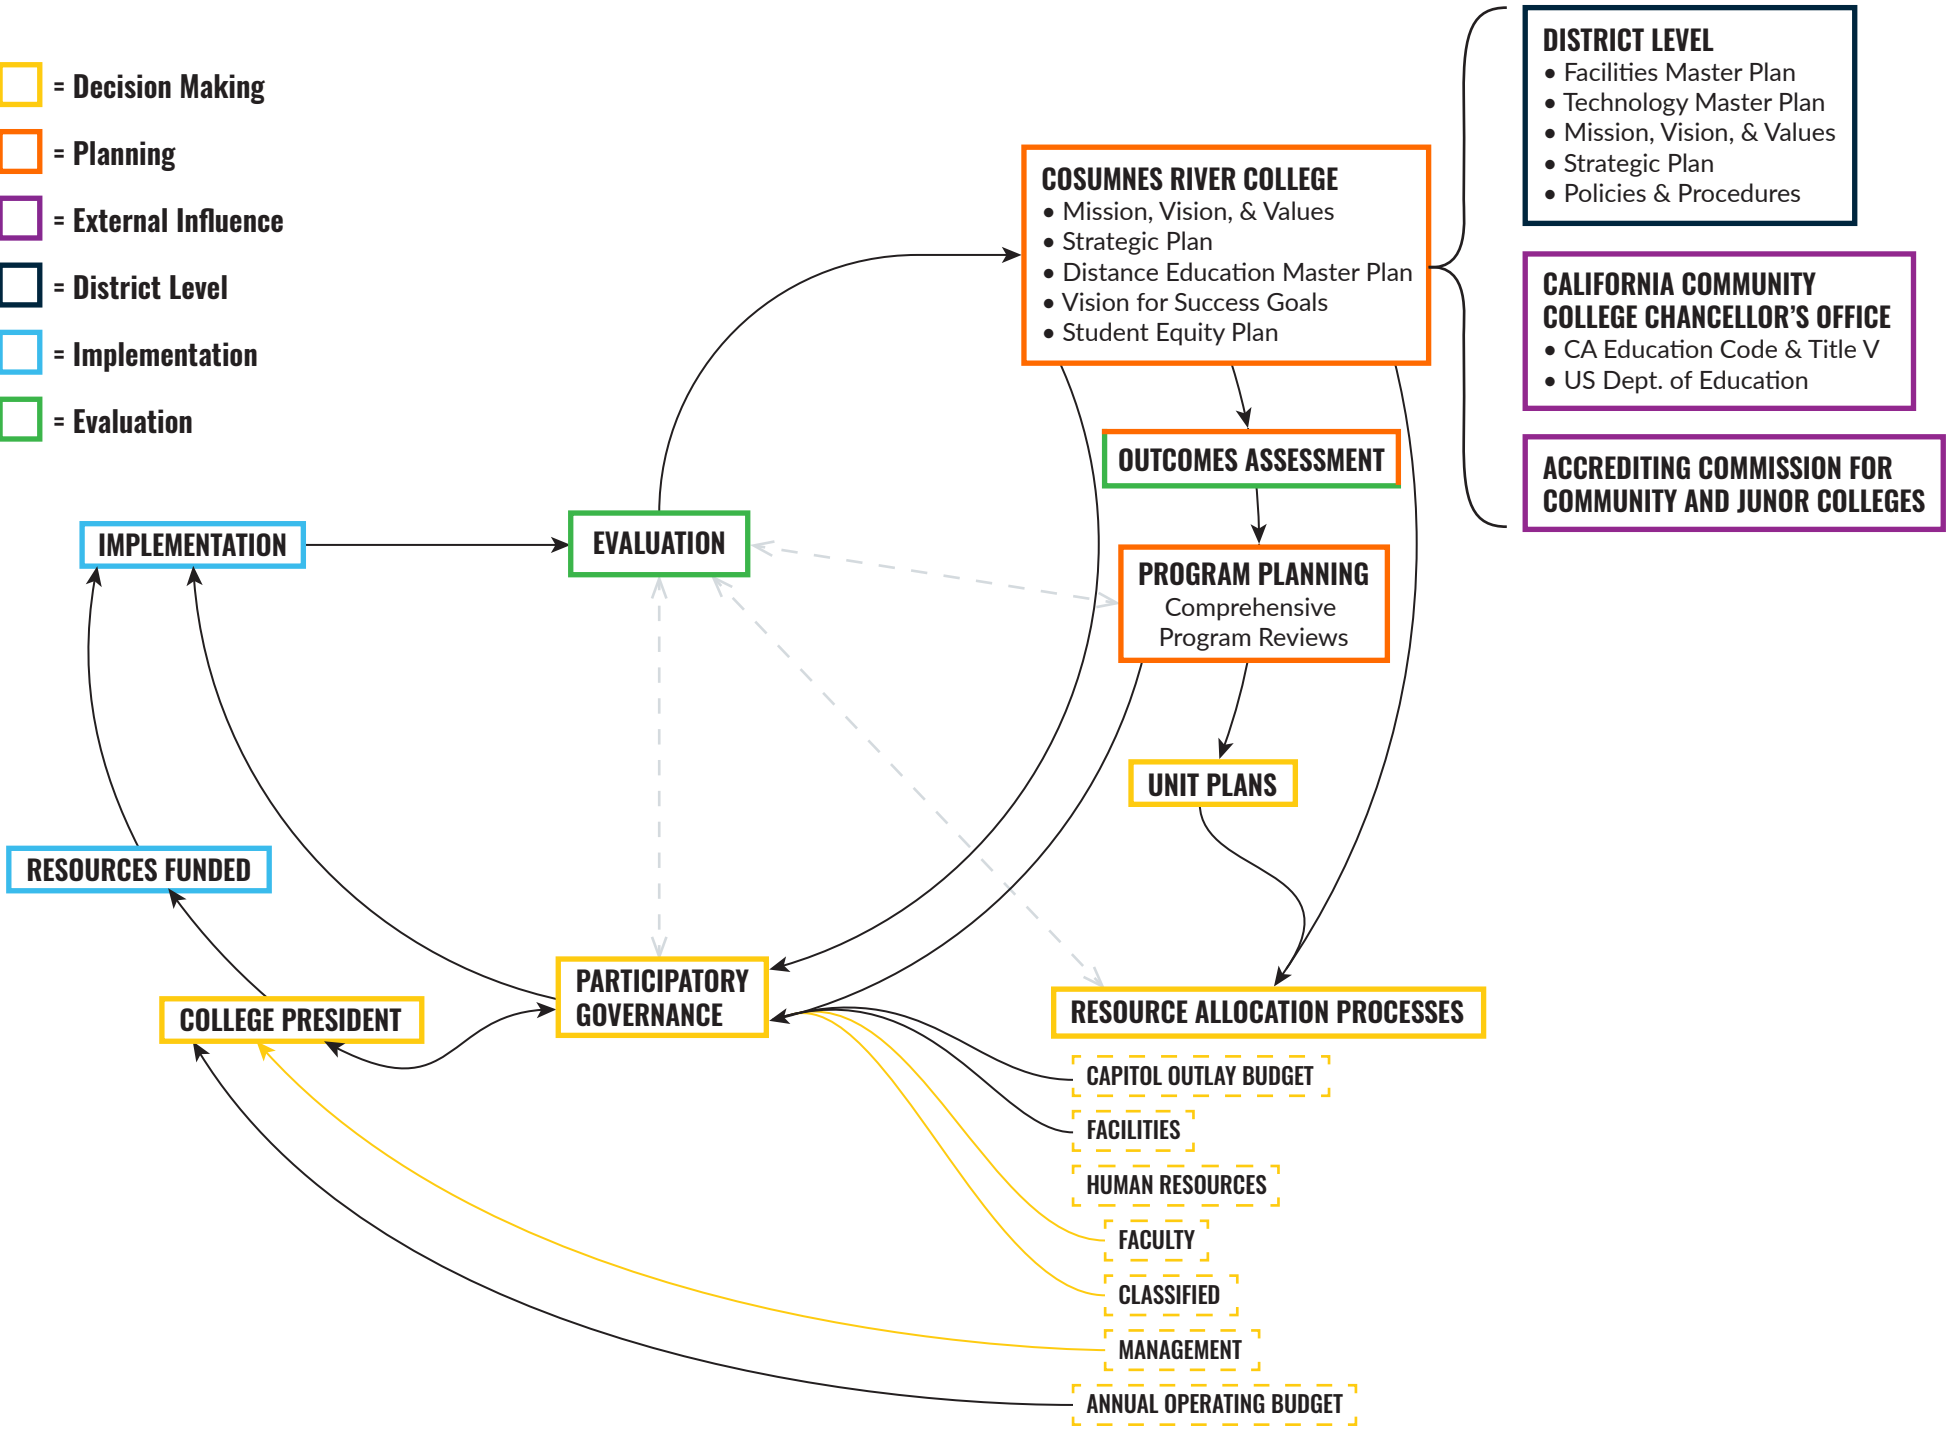 = Decision Making
= Planning
= External Influence
= District Level
= Implementation
= Evaluation
DISTRICT LEVEL
• Facilities Master Plan
• Technology Master Plan
• Mission, Vision, & Values
• Strategic Plan
• Policies & Procedures
COSUMNES RIVER COLLEGE
• Mission, Vision, & Values
• Strategic Plan
• Distance Education Master Plan
• Vision for Success Goals
• Student Equity Plan
CALIFORNIA COMMUNITY
COLLEGE CHANCELLOR’S OFFICE
• CA Education Code & Title V
• US Dept. of Education
ACCREDITING COMMISSION FOR
COMMUNITY AND JUNOR COLLEGES
OUTCOMES ASSESSMENT
IMPLEMENTATION
EVALUATION
PROGRAM PLANNING
Comprehensive
Program Reviews
UNIT PLANS
RESOURCES FUNDED
COLLEGE PRESIDENT
PARTICIPATORY
GOVERNANCE
RESOURCE ALLOCATION PROCESSES
CAPITOL OUTLAY BUDGET
FACILITIES
HUMAN RESOURCES
FACULTY
CLASSIFIED
MANAGEMENT
ANNUAL OPERATING BUDGET